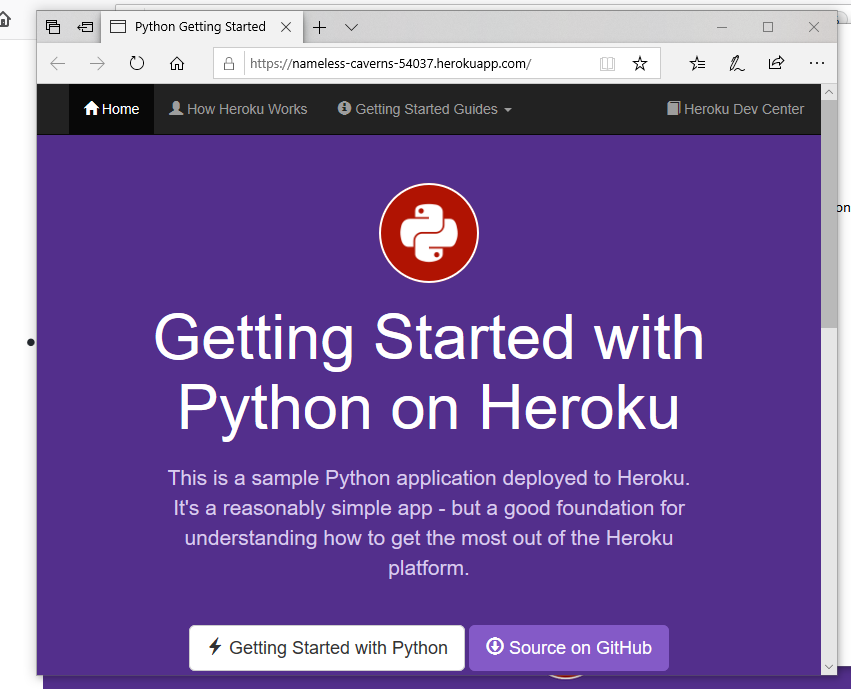 Python Getting Started
https://nameless-caverns-54037.herokuapp.com/
Home How Heroku Works Getting Started Guides Heroku Dev Center
Getting Started with
Python on Heroku
This is a sample Python application deployed to Heroku.
It's a reasonably simple app - but a good foundation for
understanding how to get the most out of the Heroku
platform.
Getting Started with Python Source on GitHub